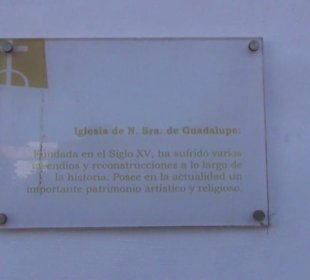 Iglesia de N. Sra. de Guadalupe:
Fundada en el Siglo XV, ha sufrido varios
incendios y reconstrucciones a lo largo de
la historia. Posee en la actualidad un
importante patrimonio artístico y religioso.